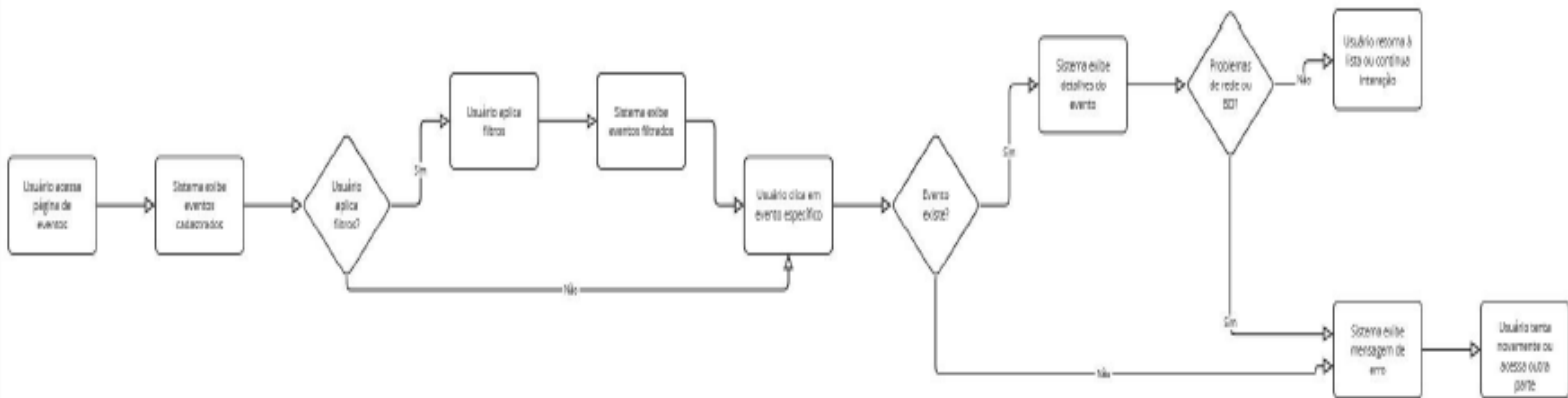 Usuário acessa
página de
eventos
Sistema exibe
eventos
cadastrados
Usuário
aplica
filtros?
Sim
Não
Usuário aplica
filtros
Sistema exibe
eventos filtrados
Usuário clica em
evento específico
Evento
existe?
Sim
Não
Sistema exibe
detalhes do
evento
Problemas
de rede ou
BD?
Não
Sim
Usuário retorna à
lista ou continua
interação
Sistema exibe
mensagem de
erro
Usuário tenta
novamente ou
acessa outra
parte